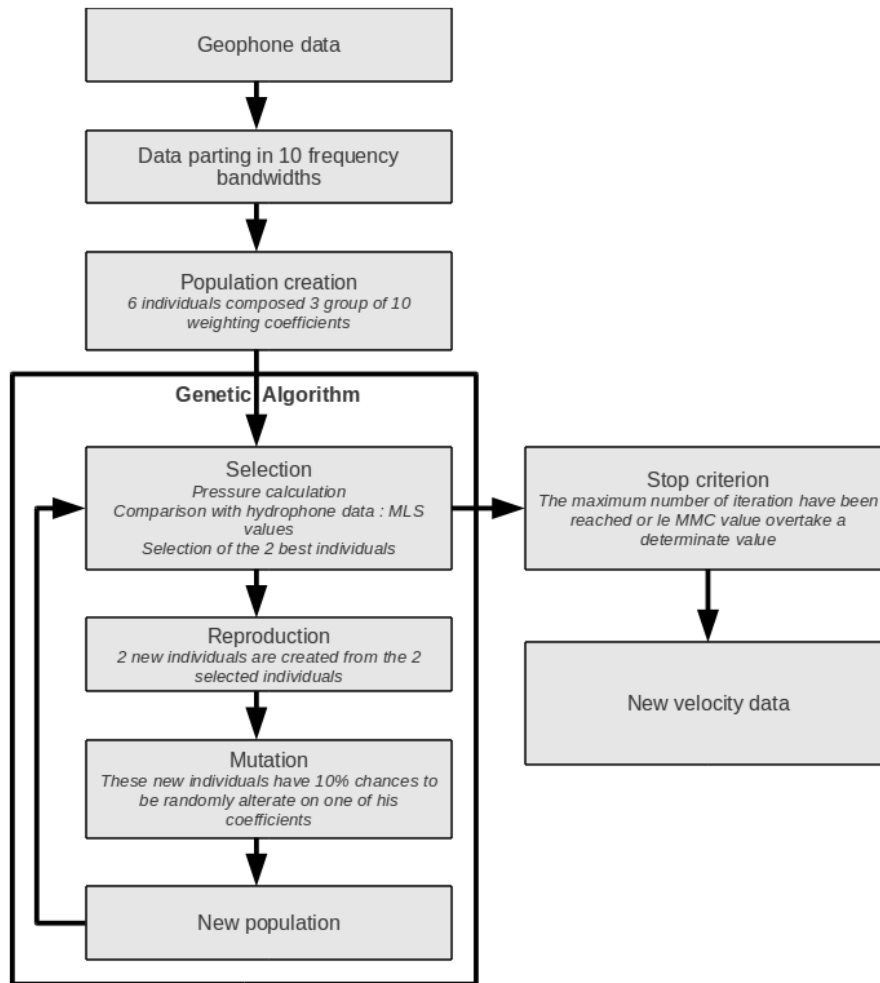 Geophone data
Data parting in 10 frequency
bandwidths
Population creation
6 individuals composed 3 group of 10
weighting coefficients
Genetic Algorithm
Selection
Pressure calculation
Comparison with hydrophone data : MLS
values
Selection of the 2 best individuals
Reproduction
2 new individuals are created from the 2
selected individuals
Mutation
These new individuals have 10% chances to
be randomly alterate on one of his
coefficients
New population
Stop criterion
The maximum number of iteration have been
reached or le MMC value overtake a
determinate value
New velocity data